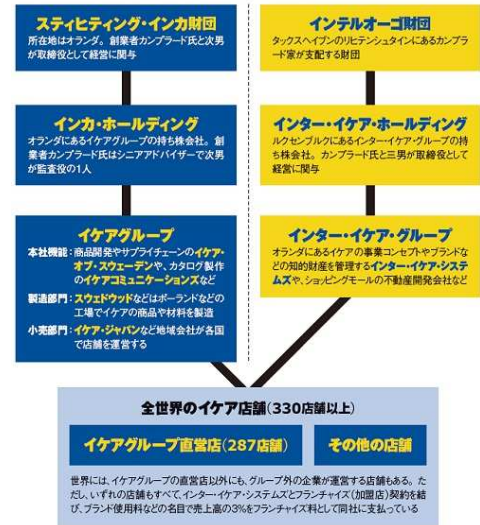 スティヒティング・インカ財団
所在地はオランダ。創業者カンプラード氏と次男
が取締役として経営に関与
インテルオーゴ財団
タックスヘイブンのリヒテンシュタインにあるカンプラ
ード家が支配する財団
インカ・ホールディング
オランダにあるイケアグループの持ち株会社。創
業者カンプラード氏はシニアアドバイザーで次男
が監査役の1人
インター・イケア・ホールディング
ルクセンブルクにあるインター・イケア・グループの持
ち株会社。カンプラード氏と三男が取締役として
経営に関与
イケアグループ
本社機能:商品開発やサプライチェーンのイケア・
オブ・スウェーデンや、カタログ製作
のイケアコミュニケーションズなど
製造部門:スウェドウッドなどはポーランドなどの
工場でイケアの商品や材料を製造
小売部門:イケア・ジャパンなど地域会社が各国
で店舗を運営する
インター・イケア・グループ
オランダにあるイケアの事業コンセプトやブランドな
どの知的財産を管理するインター・イケア・システ
ムズや、ショッピングモールの不動産開発会社など
全世界のイケア店舗(330店舗以上)
イケアグループ直営店(287店舗)
その他の店舗
世界には、イケアグループの直営店以外にも、グループ外の企業が運営する店舗もある。た
だし、いずれの店舗もすべて、インター・イケア・システムズとフランチャイズ(加盟店)契約を結
び、ブランド使用料などの名目で売上高の3%をフランチャイズ料として同社に支払っている